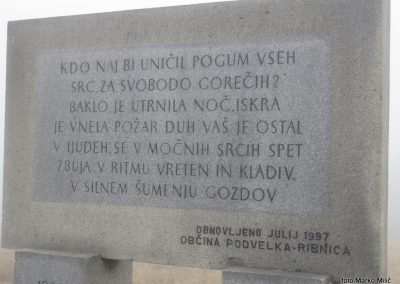 KDO NAJ BI UNIČIL POGUM VSEH
SRC, ZA SVOBODO GOREČIH?
BAKLO JE UTRNILA NOČ, ISKRA
JE VNELA POŽAR DUH VAŠ JE OSTAL
V LJUDEH, SE V MOČNIH SRCIH SPET
ZBUJA, V RITMU VRETEN IN KLADIV,
V SILNEM ŠUMENJU GOZDOV
OBNOVLJENO JULIJ 1997
OBČINA PODVELKA-RIBNICA
foto Marko Milič